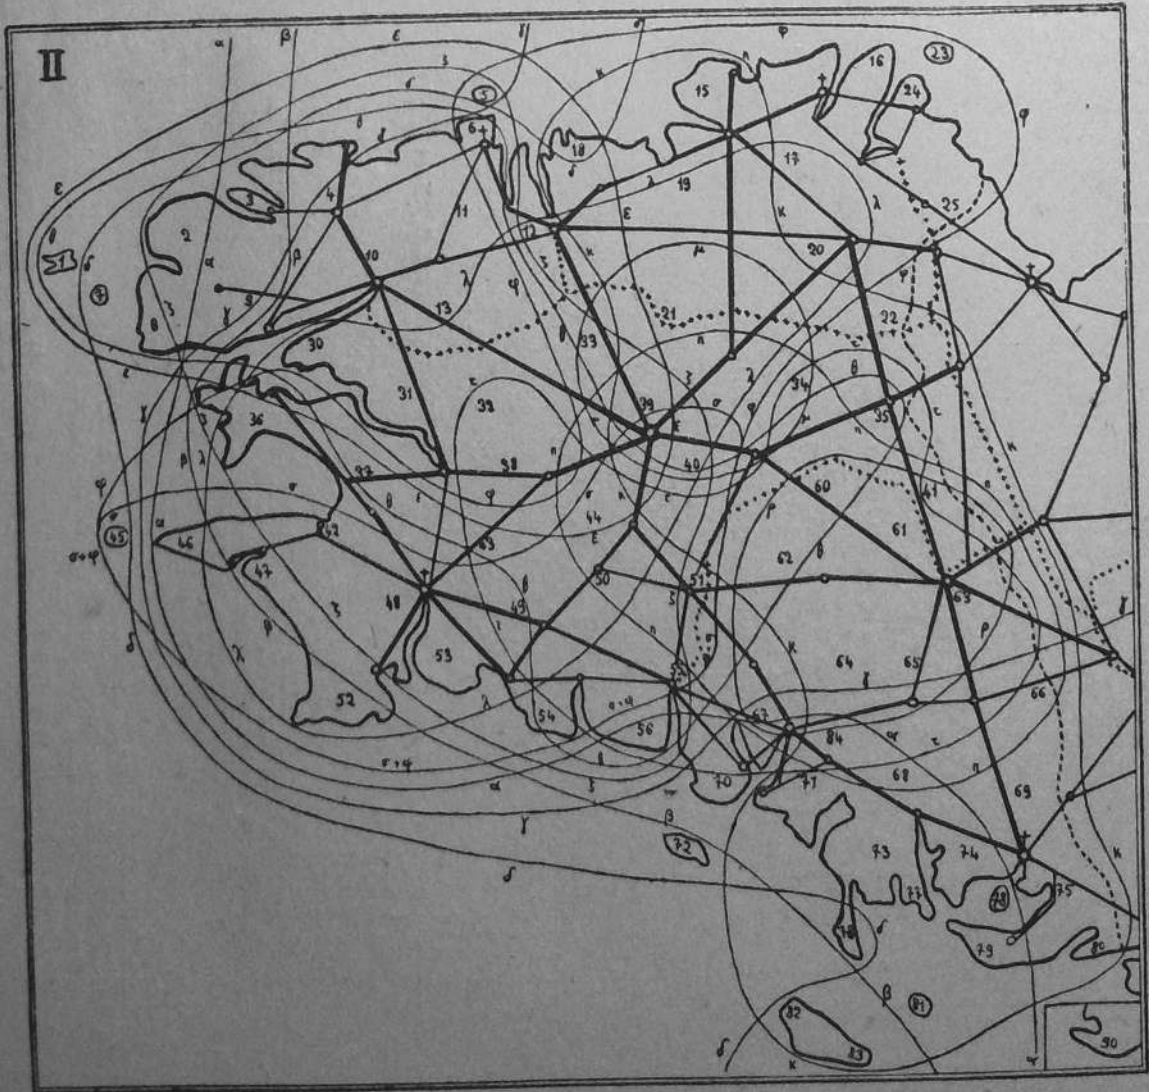 α β ε γ σ φ
II
ζ κ η 16 23
δ 5 15 24
θ δ 6 18 φ
3 4 17
ε 11 λ 19 λ 25
2 ε κ
θ 12 μ 20
1 α β 10 λ ζ κ φ
δ 7 9 13 φ 21 22
ζ γ θ 33 η τ
8 30 ζ λ 34 θ
ε 31 32 τ σ φ τ
γ 36 39 μ 35 κ
β λ 37 38 η 40 η
φ σ θ ι φ σ κ ε 60 41 π
σ 42 44 ρ
45 α 46 43 ε 61
σ+φ 47 62 θ
48 θ 50 51 63 γ
ζ 49 ι
β 53 η σ κ 64 65 ρ
δ λ γ 66
52 λ 54 σ+φ 56 67 84 α τ
σ+φ 70 71 68 η
α ζ 69
γ β
72 73 74 κ
δ 77 78 75
76 δ 79 80
β 81
82
δ κ 83 α 90